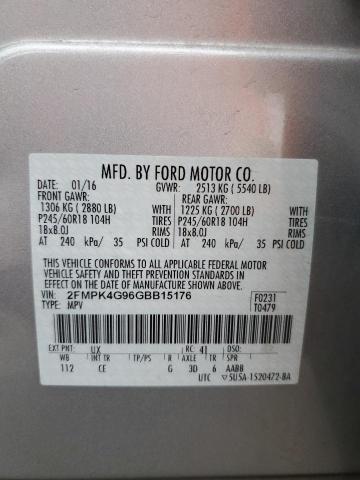 MFD. BY FORD MOTOR CO.
DATE: 01/16 GVWR: 2513 KG ( 5540 LB)
FRONT GAWR: REAR GAWR:
1306 KG ( 2880 LB) 1225 KG ( 2700 LB)
P245/60R18 104H TIRES P245/60R18 104H TIRES
18x8.0J RIMS 18x8.0J RIMS
AT 240 kPa/ 35 PSI COLD AT 240 kPa/ 35 PSI COLD
THIS VEHICLE CONFORMS TO ALL APPLICABLE FEDERAL MOTOR
VEHICLE SAFETY AND THEFT PREVENTION STANDARDS IN
EFFECT ON THE DATE OF MANUFACTURE SHOWN ABOVE.
VIN: 2FMPK4G96GBB15176 F0231
TYPE: MPV T0479
EXT PNT: UX RC: 41
WB INT TR TP/PS R AX TR SPR
112 CE G 3D 6 AABB
UTC 5U5A-1520472-BA